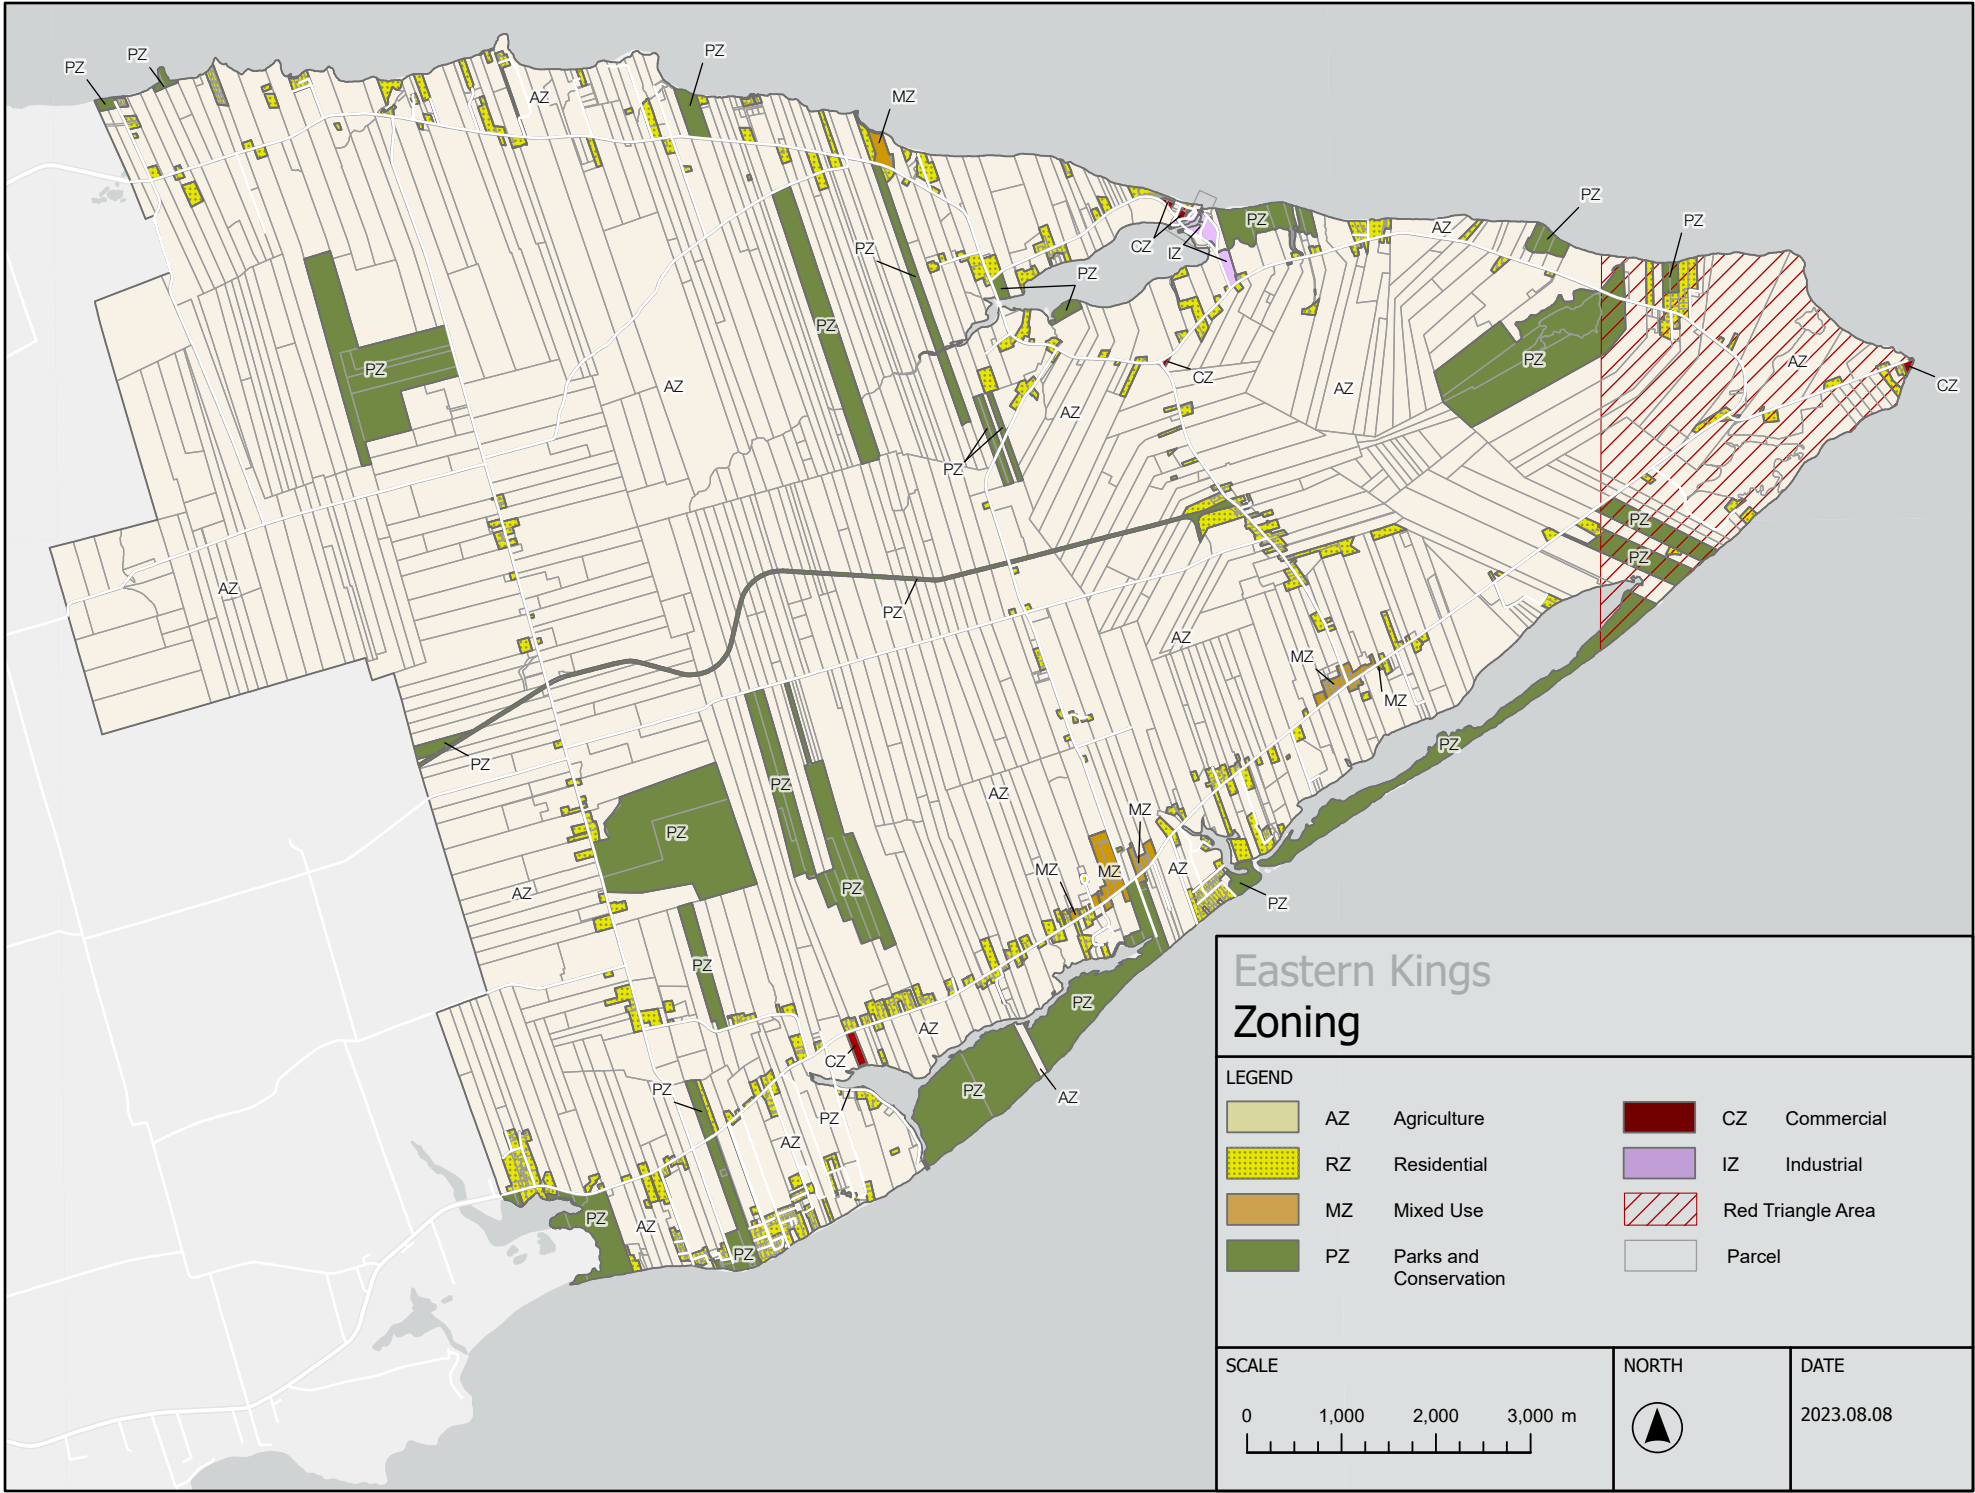 PZ
PZ
PZ
AZ
MZ
PZ
PZ
AZ
PZ
CZ
IZ
PZ
PZ
PZ
PZ
PZ
AZ
CZ
AZ
PZ
AZ
CZ
AZ
PZ
PZ
PZ
AZ
PZ
AZ
MZ
MZ
PZ
PZ
PZ
AZ
MZ
PZ
MZ
MZ
AZ
AZ
PZ
PZ
PZ
PZ
AZ
CZ
PZ
PZ
PZ
AZ
AZ
PZ
AZ
PZ
Eastern Kings
Zoning
LEGEND
AZ Agriculture
RZ Residential
MZ Mixed Use
PZ Parks and
Conservation
CZ Commercial
IZ Industrial
Red Triangle Area
Parcel
SCALE
0 1,000 2,000 3,000 m
NORTH
DATE
2023.08.08